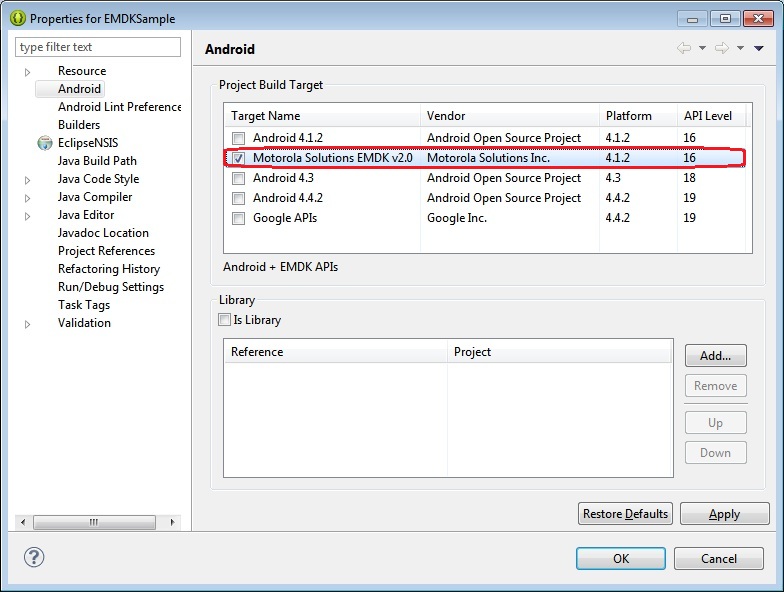 Properties for EMDKSample
type filter text
Resource
Android
Android Lint Preference
Builders
EclipseNSIS
Java Build Path
Java Code Style
Java Compiler
Java Editor
Javadoc Location
Project References
Refactoring History
Run/Debug Settings
Task Tags
Validation
Android
Project Build Target
Target Name Vendor Platform API Level
Android 4.1.2 Android Open Source Project 4.1.2 16
Motorola Solutions EMDK v2.0 Motorola Solutions Inc. 4.1.2 16
Android 4.3 Android Open Source Project 4.3 18
Android 4.4.2 Android Open Source Project 4.4.2 19
Google APIs Google Inc. 4.4.2 19
Android + EMDK APIs
Library
Is Library
Reference Project
Add...
Remove
Up
Down
Restore Defaults Apply
? OK Cancel